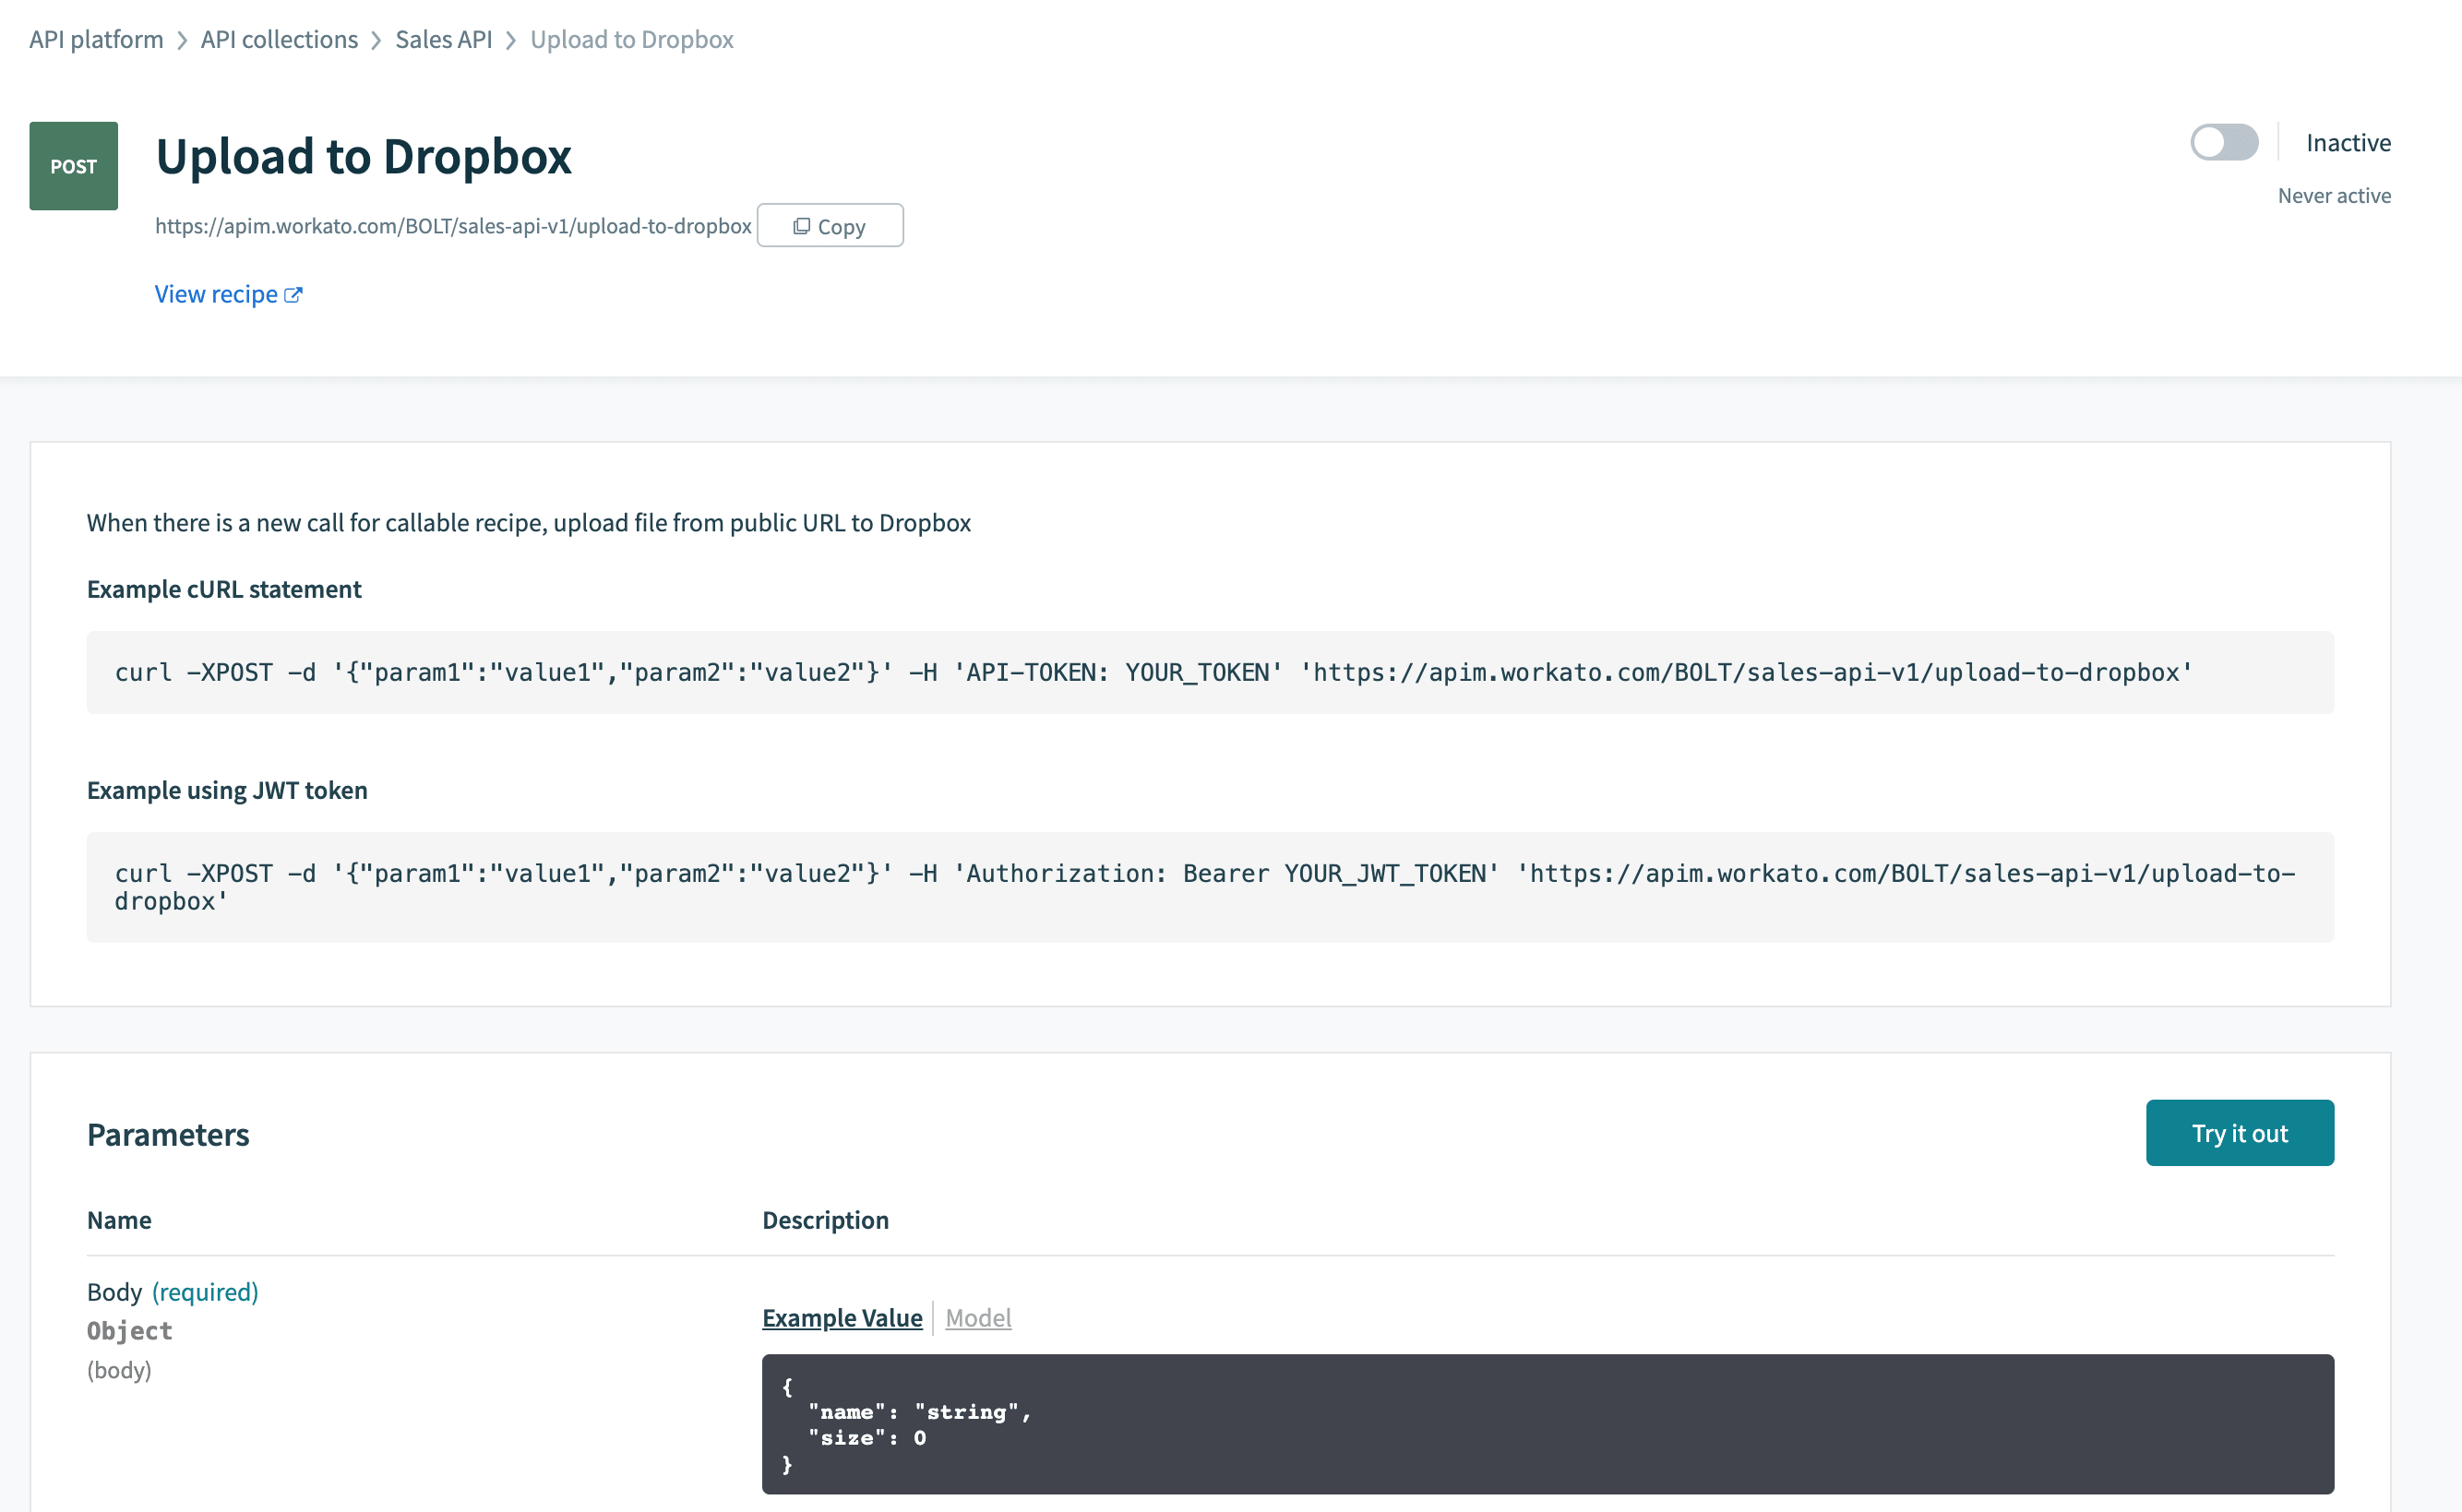 API platform > API collections > Sales API > Upload to Dropbox
POST
Upload to Dropbox
Inactive
Never active
https://apim.workato.com/BOLT/sales-api-v1/upload-to-dropbox Copy
View recipe
When there is a new call for callable recipe, upload file from public URL to Dropbox
Example cURL statement
curl -XPOST -d '{"param1":"value1","param2":"value2"}' -H 'API-TOKEN: YOUR_TOKEN' 'https://apim.workato.com/BOLT/sales-api-v1/upload-to-dropbox'
Example using JWT token
curl -XPOST -d '{"param1":"value1","param2":"value2"}' -H 'Authorization: Bearer YOUR_JWT_TOKEN' 'https://apim.workato.com/BOLT/sales-api-v1/upload-to-
dropbox'
Parameters
Try it out
Name Description
Body (required)
Object
(body)
Example Value Model
{
"name": "string",
"size": 0
}